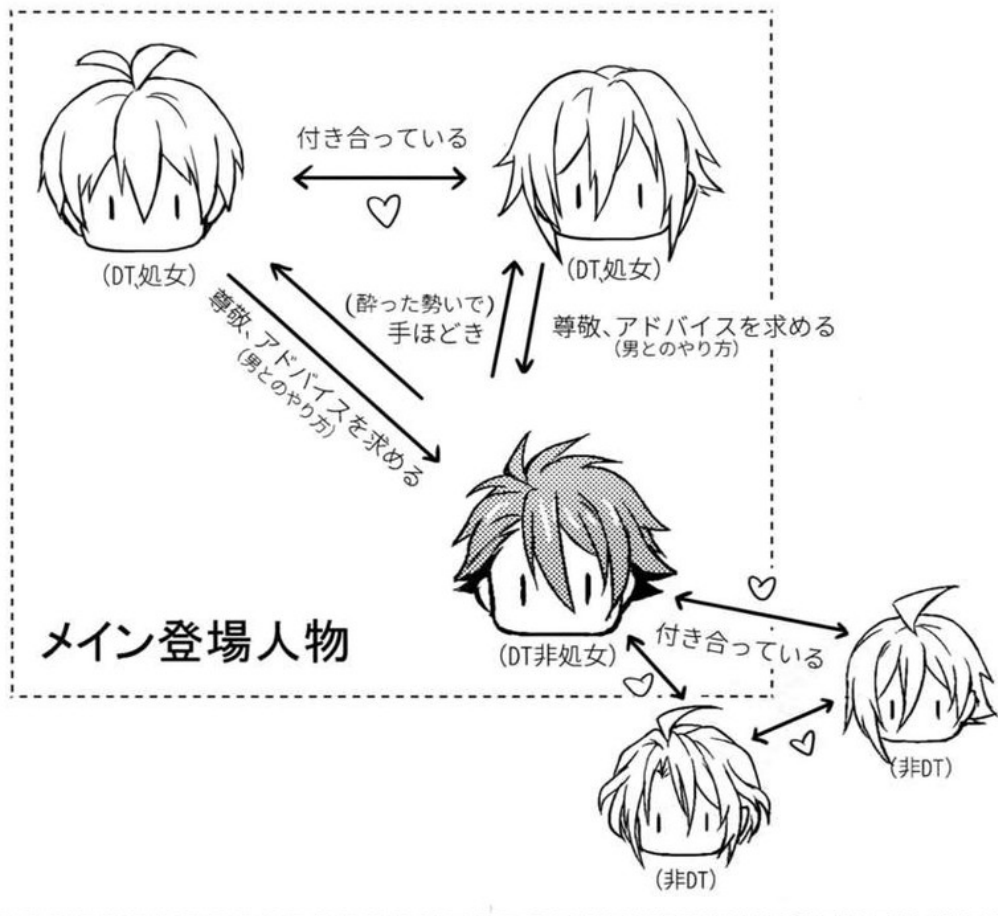 付き合っている
(DT,処女)
(DT,処女)
(酔った勢いで)
手ほどき
尊敬、アドバイスを求める
(男とのやり方)
尊敬、アドバイスを求める
(男とのやり方)
メイン登場人物
(DT非処女)
付き合っている
(非DT)
(非DT)